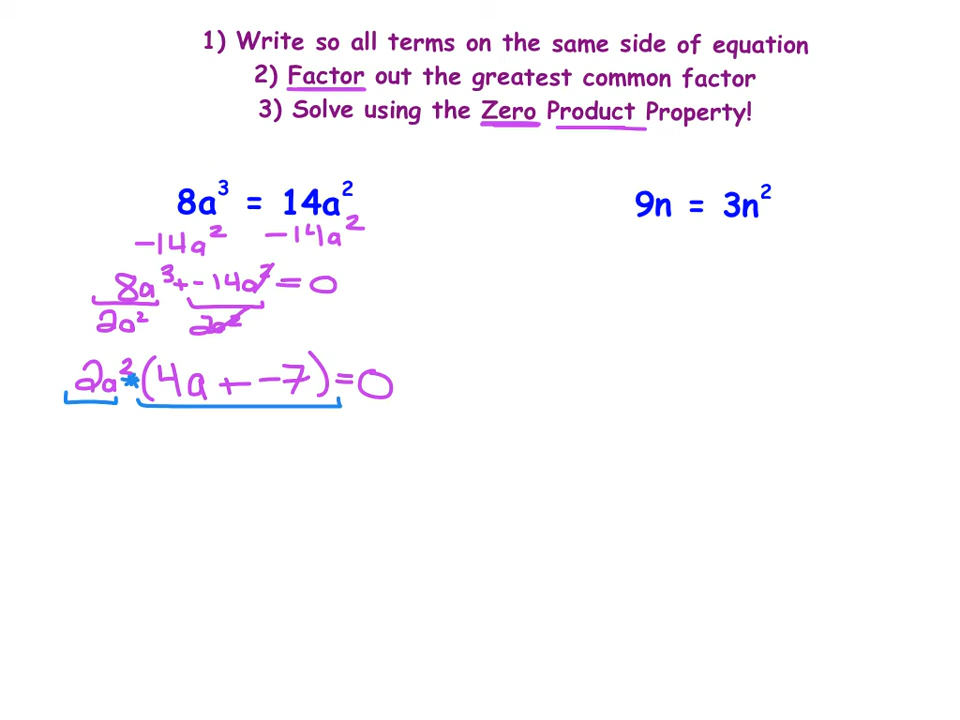 1) Write so all terms on the same side of equation
2) Factor out the greatest common factor
3) Solve using the Zero Product Property!
8a³ = 14a²
-14a² -14a²
8a³ + -14a² = 0
2a² 2a²
2a² * (4a + -7) = 0
9n = 3n²